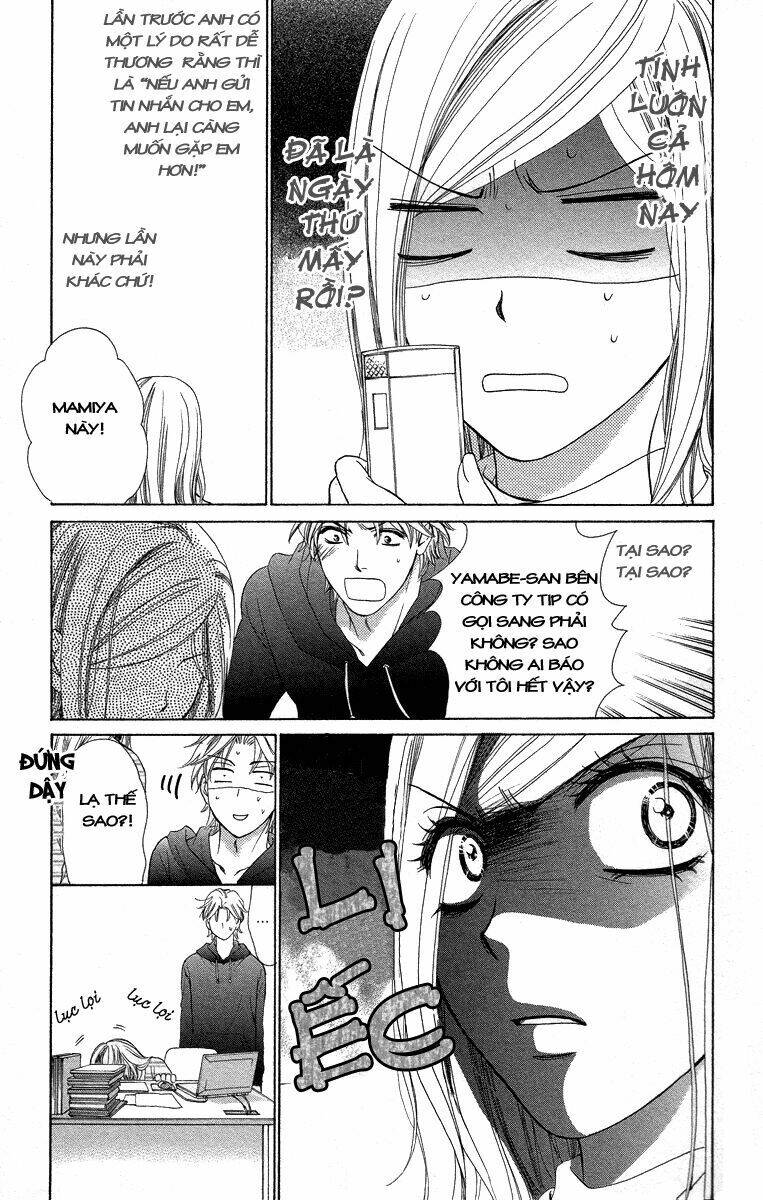 TÍNH
LUÔN
CẢ
HÔM
NÀY
ĐÃ LÀ
NGÀY
THỨ
MẤY
RỒI?
LẦN TRƯỚC ANH CÓ
MỘT LÝ DO RẤT DỄ
THƯƠNG RẰNG THÌ
LÀ "NẾU ANH GỬI
TIN NHẮN CHO EM,
ANH LẠI CÀNG
MUỐN GẶP EM
HƠN!"
NHƯNG LẦN
NÀY PHẢI
KHÁC CHỨ!
MAMIYA
NÀY!
TẠI SAO?
TẠI SAO?
YAMABE-SAN BÊN
CÔNG TY TIP CÓ
GỌI SANG PHẢI
KHÔNG? SAO
KHÔNG AI BÁO
VỚI TÔI HẾT VẬY?
LI
ẾC
ĐỨNG
DẬY
LẠ THẾ
SAO?!
...
lục lọi
lục lọi